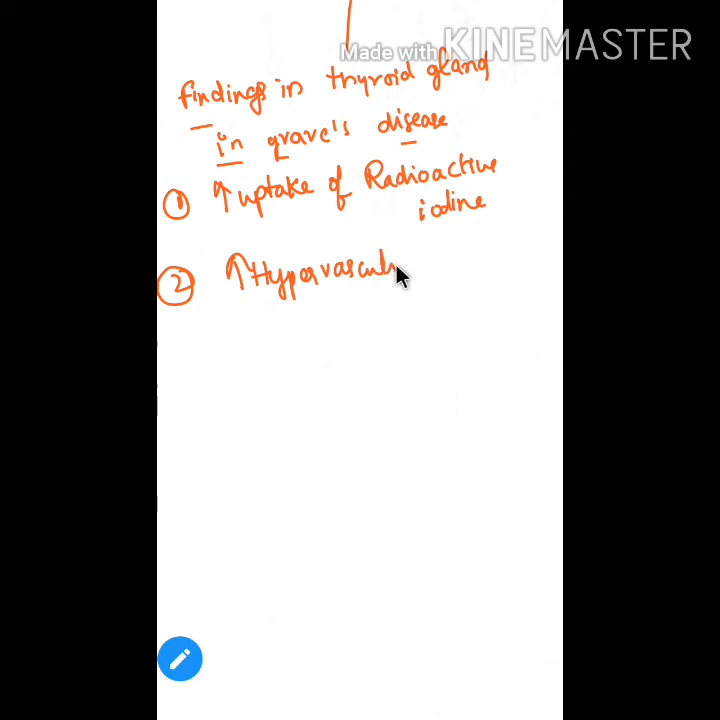 Made with KINEMASTER
findings in thyroid gland
in grave's disease
① ↑ uptake of Radioactive
iodine
② ↑ Hypervascul